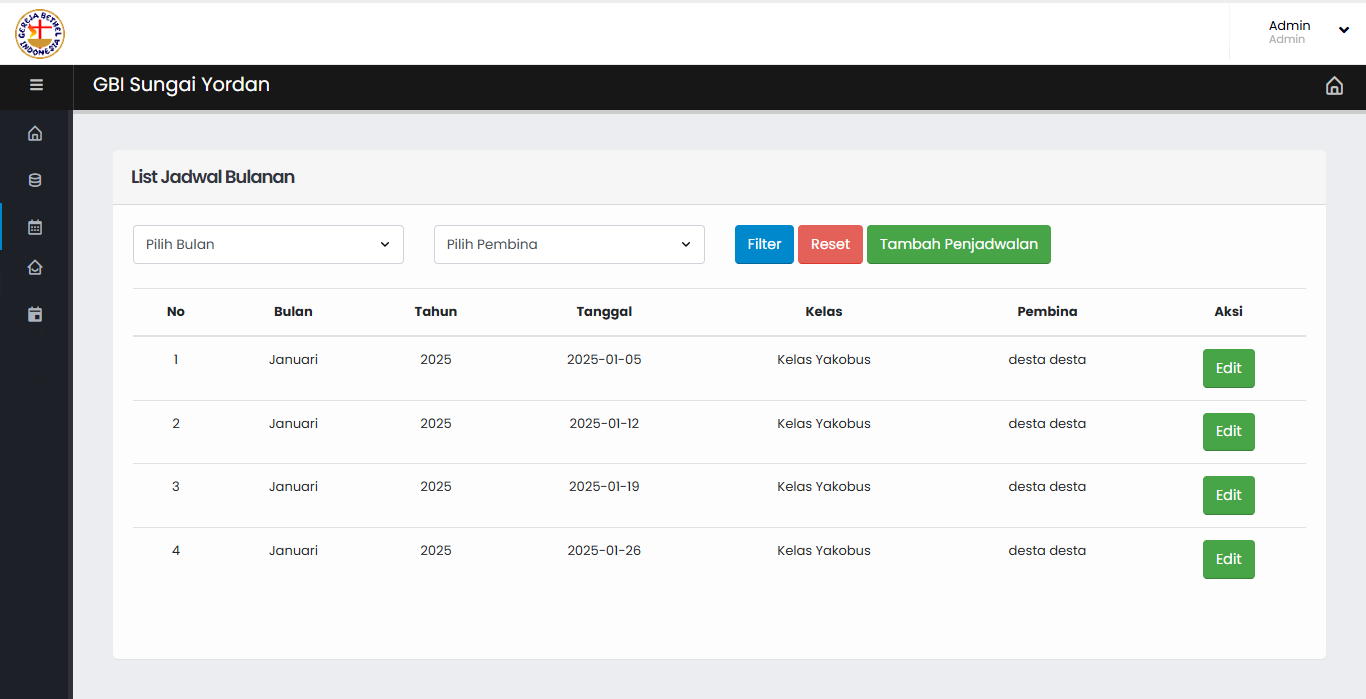 GEREJA BETHEL INDONESIA
Admin
Admin
GBI Sungai Yordan
List Jadwal Bulanan
Pilih Bulan Pilih Pembina Filter Reset Tambah Penjadwalan
No Bulan Tahun Tanggal Kelas Pembina Aksi
1 Januari 2025 2025-01-05 Kelas Yakobus desta desta Edit
2 Januari 2025 2025-01-12 Kelas Yakobus desta desta Edit
3 Januari 2025 2025-01-19 Kelas Yakobus desta desta Edit
4 Januari 2025 2025-01-26 Kelas Yakobus desta desta Edit